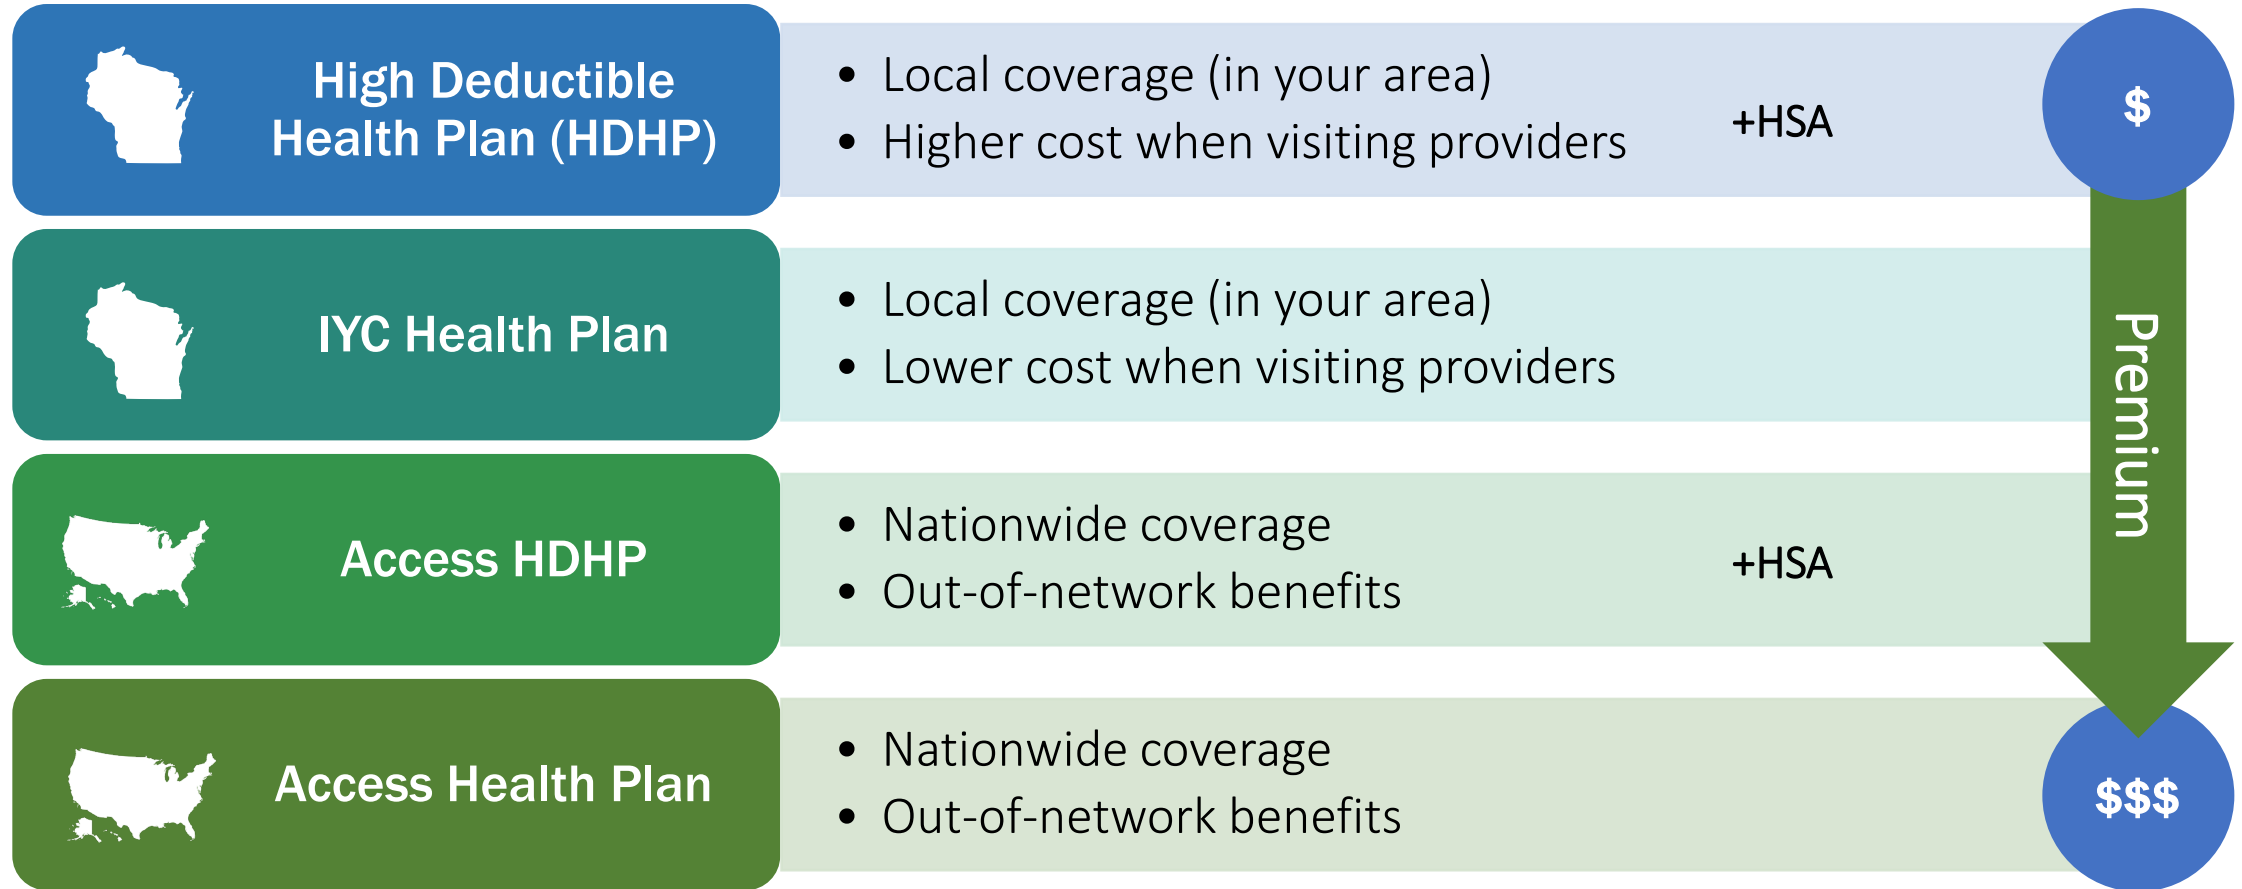 High Deductible
Health Plan (HDHP)
• Local coverage (in your area)
• Higher cost when visiting providers
+HSA
$
IYC Health Plan
• Local coverage (in your area)
• Lower cost when visiting providers
Premium
Access HDHP
• Nationwide coverage
• Out-of-network benefits
+HSA
Access Health Plan
• Nationwide coverage
• Out-of-network benefits
$$$